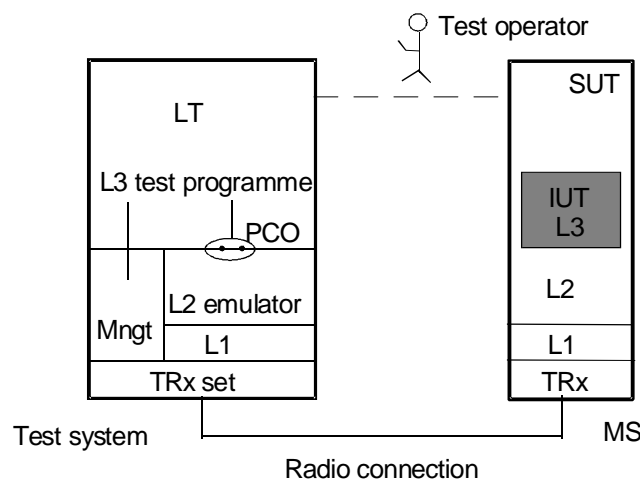 Test operator
SUT
LT
L3 test programme
IUT
L3
PCO
L2 emulator
L2
Mngt
L1
L1
TRx set
TRx
Test system
MS
Radio connection